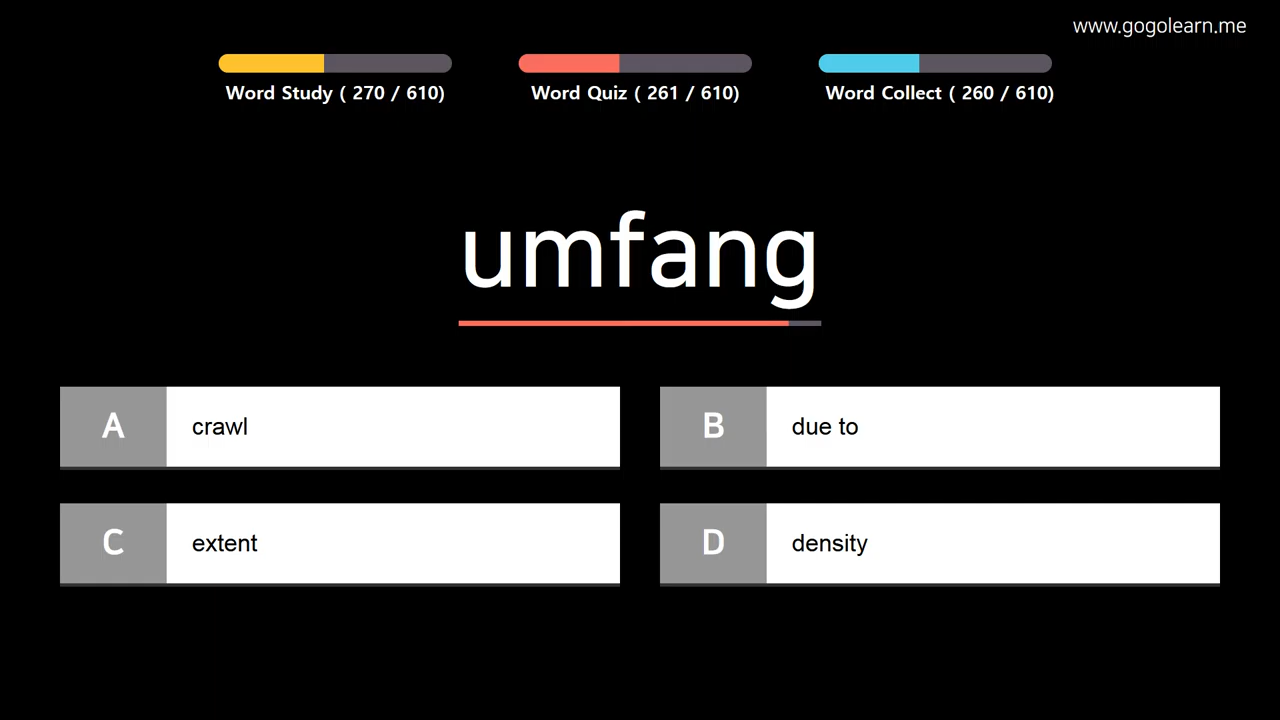 www.gogolearn.me
Word Study ( 270 / 610)
Word Quiz ( 261 / 610)
Word Collect ( 260 / 610)
umfang
A crawl
B due to
C extent
D density